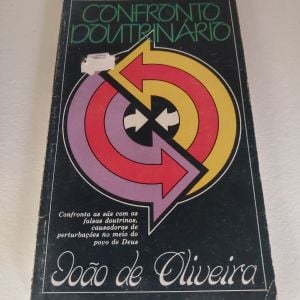 CONFRONTO
DOUTRINÁRIO
Confronta as sãs com as
falsas doutrinas,
causadoras de
perturbações no meio do
povo de Deus
João de Oliveira